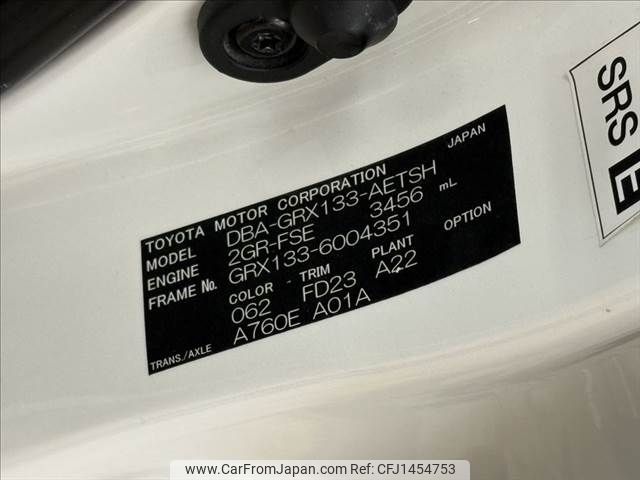 TOYOTA MOTOR CORPORATION JAPAN
MODEL DBA-GRX133-AETSH
ENGINE 2GR-FSE 3456 mL
FRAME No. GRX133-6004351
COLOR TRIM PLANT OPTION
062 FD23 A22
TRANS./AXLE A760E A01A
SRS E
www.CarFromJapan.com CFJ1454753